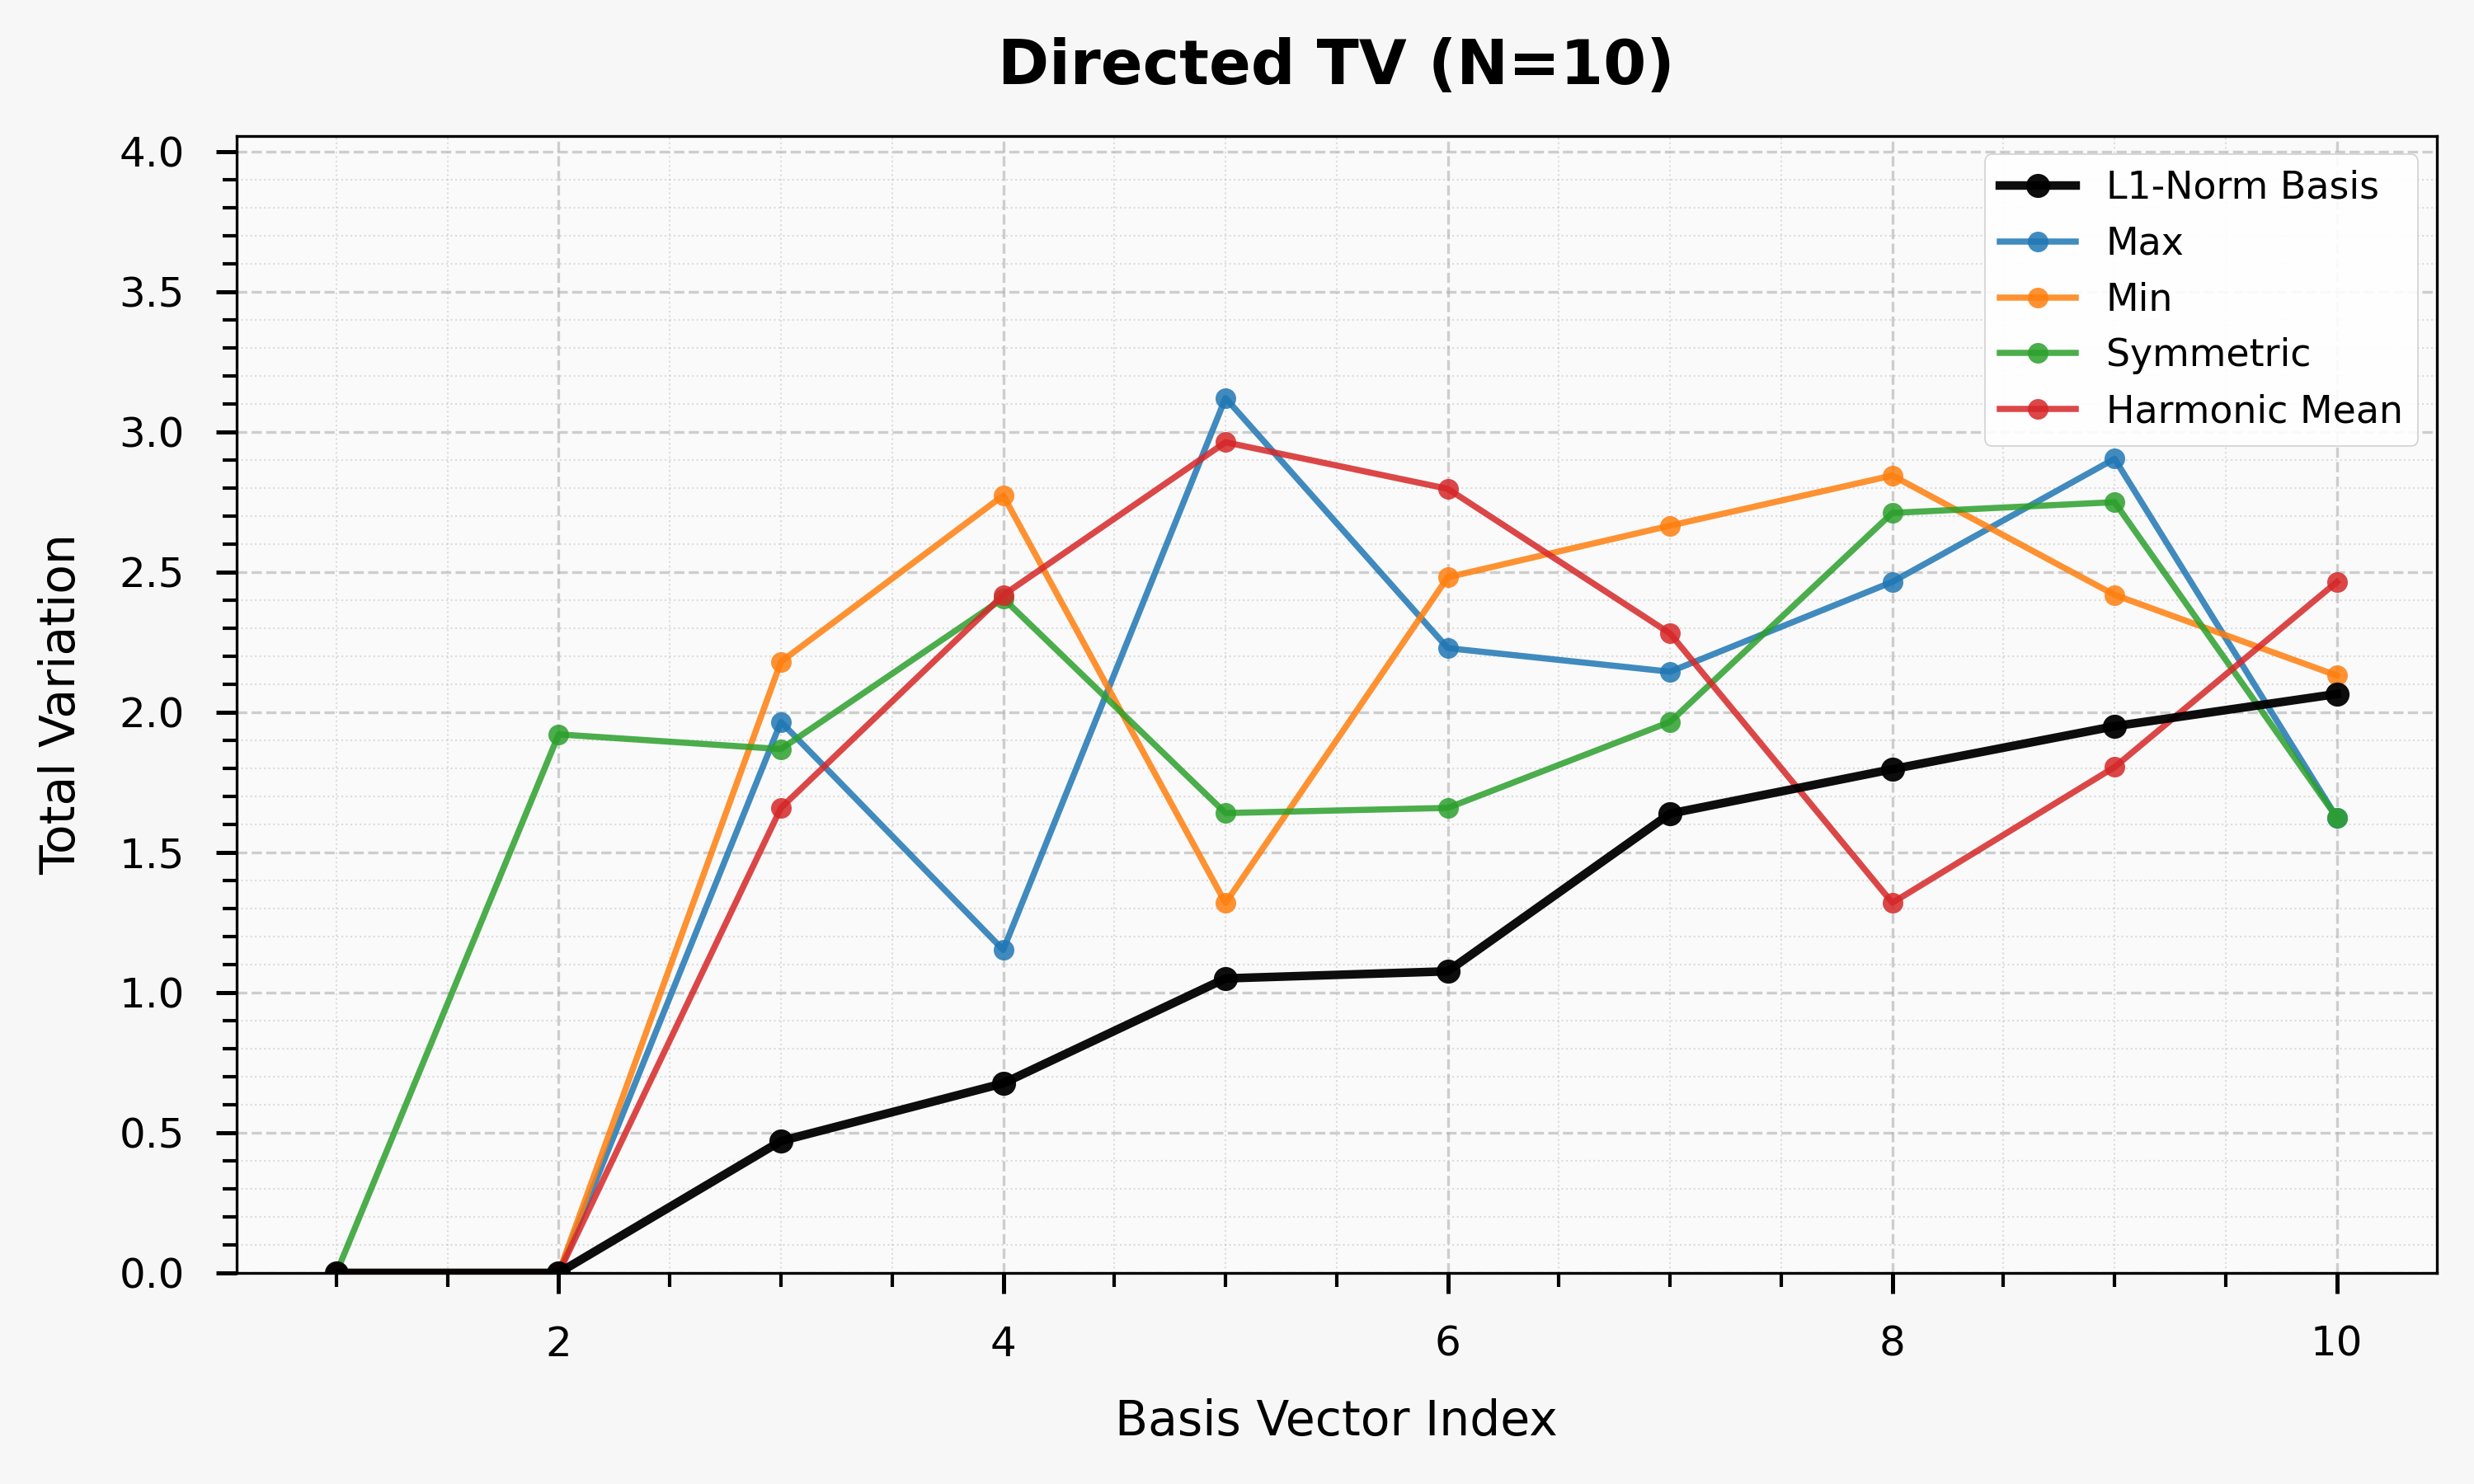 Directed TV (N=10)
4.0
3.5
3.0
2.5
2.0
1.5
1.0
0.5
0.0
Total Variation
L1-Norm Basis
Max
Min
Symmetric
Harmonic Mean
2 4 6 8 10
Basis Vector Index